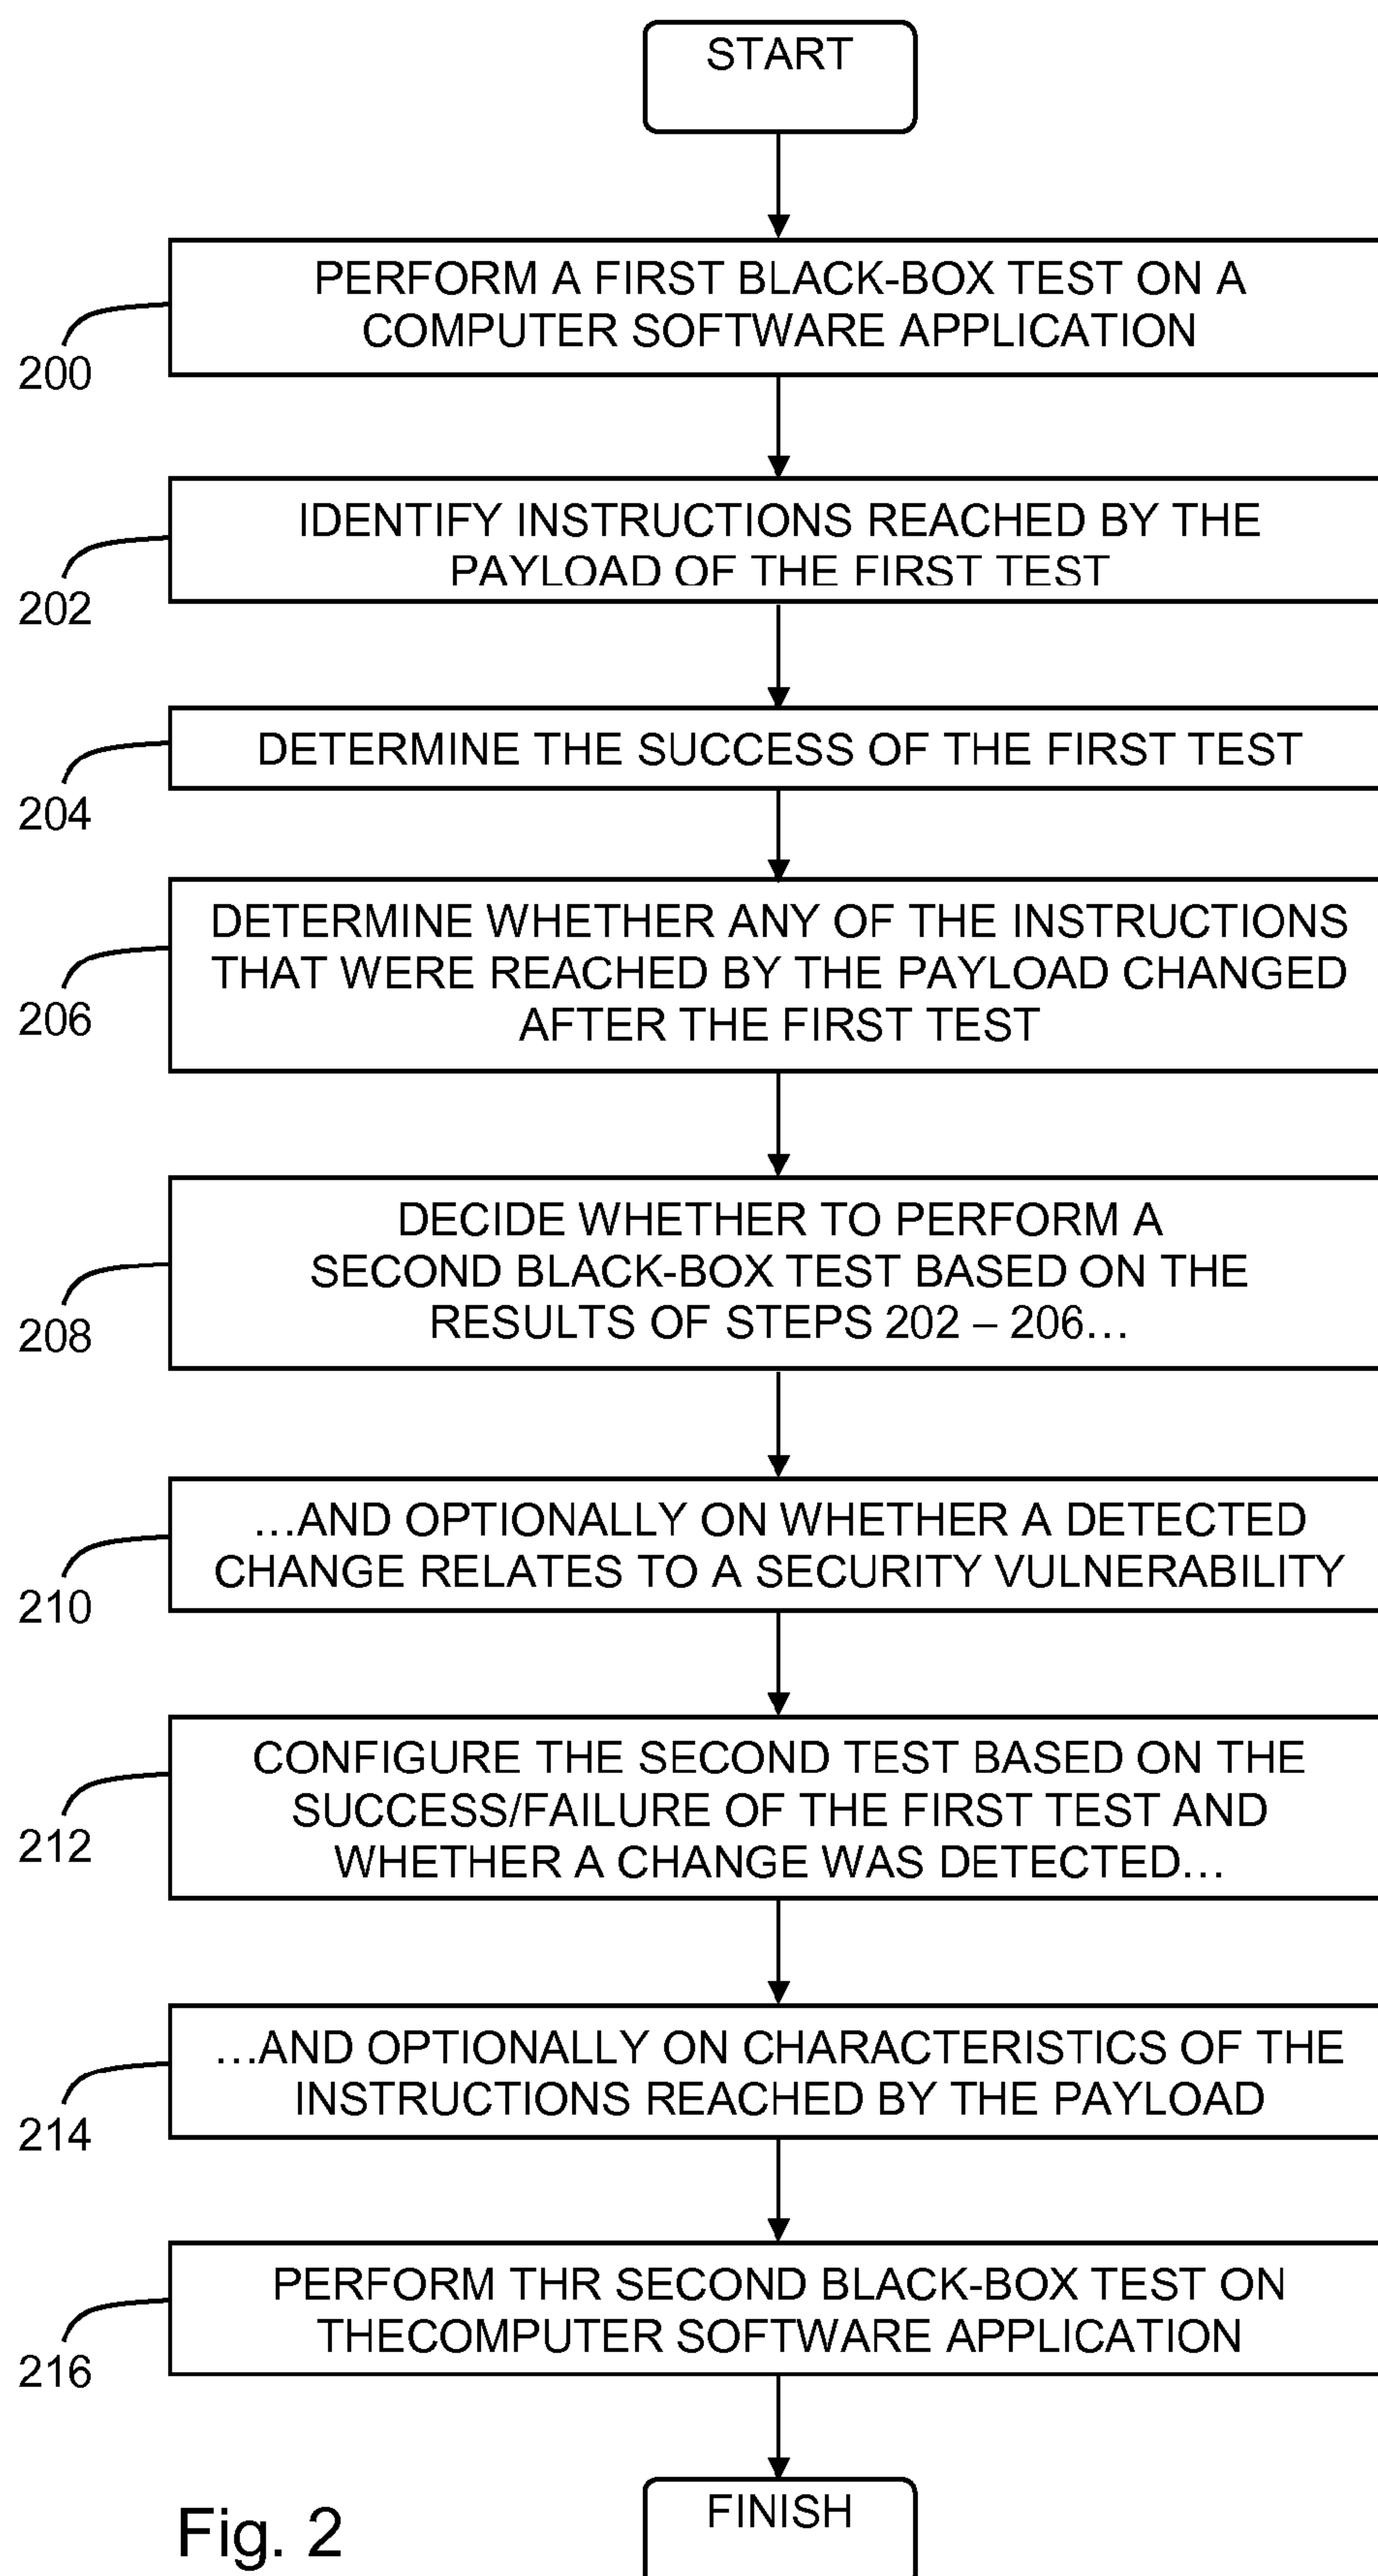 START
PERFORM A FIRST BLACK-BOX TEST ON A
COMPUTER SOFTWARE APPLICATION
200
IDENTIFY INSTRUCTIONS REACHED BY THE
PAYLOAD OF THE FIRST TEST
202
DETERMINE THE SUCCESS OF THE FIRST TEST
204
DETERMINE WHETHER ANY OF THE INSTRUCTIONS
THAT WERE REACHED BY THE PAYLOAD CHANGED
AFTER THE FIRST TEST
206
DECIDE WHETHER TO PERFORM A
SECOND BLACK-BOX TEST BASED ON THE
RESULTS OF STEPS 202 – 206…
208
…AND OPTIONALLY ON WHETHER A DETECTED
CHANGE RELATES TO A SECURITY VULNERABILITY
210
CONFIGURE THE SECOND TEST BASED ON THE
SUCCESS/FAILURE OF THE FIRST TEST AND
WHETHER A CHANGE WAS DETECTED…
212
…AND OPTIONALLY ON CHARACTERISTICS OF THE
INSTRUCTIONS REACHED BY THE PAYLOAD
214
PERFORM THR SECOND BLACK-BOX TEST ON
THECOMPUTER SOFTWARE APPLICATION
216
FINISH
Fig. 2